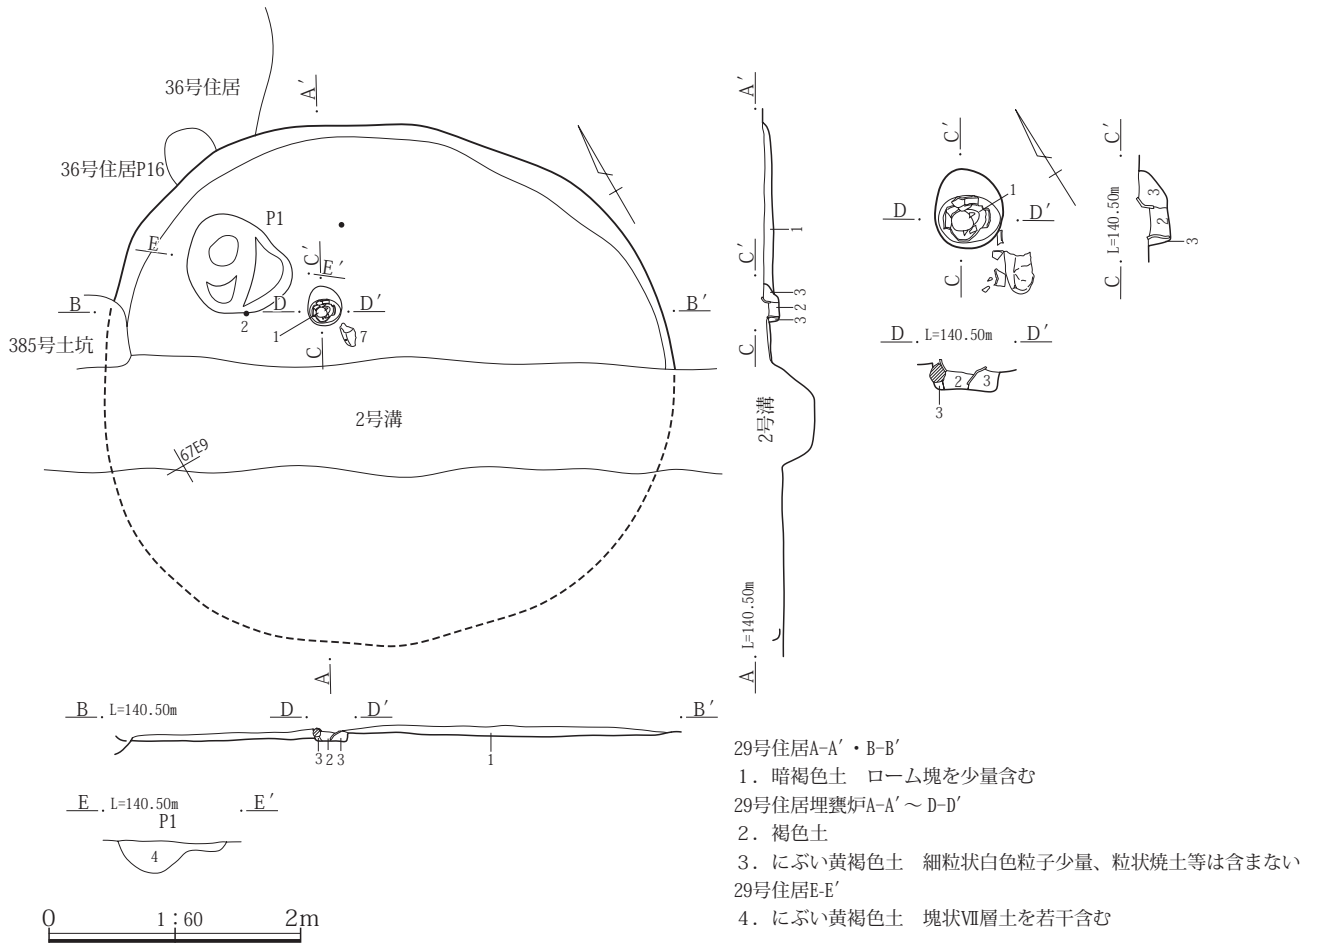 36号住居
36号住居P16
A′
P1
E
E′
C′
B
B′
D
D′
2
1
7
C
385号土坑
2号溝
67E9
A
A′
1
C′
3
2
3
C
2号溝
L=140.50m
A
C′
1
D
D′
C
C′
L=140.50m
3
2
3
C
D
L=140.50m
D′
2
3
3
B
L=140.50m
D
D′
B′
3 2 3
1
E
L=140.50m
E′
P1
4
0
1：60
2m
29号住居A-A′・B-B′
１．暗褐色土　ローム塊を少量含む
29号住居埋甕炉A-A′～ D-D′
２．褐色土
３．にぶい黄褐色土　細粒状白色粒子少量、粒状焼土等は含まない
29号住居E-E′
４．にぶい黄褐色土　塊状Ⅶ層土を若干含む